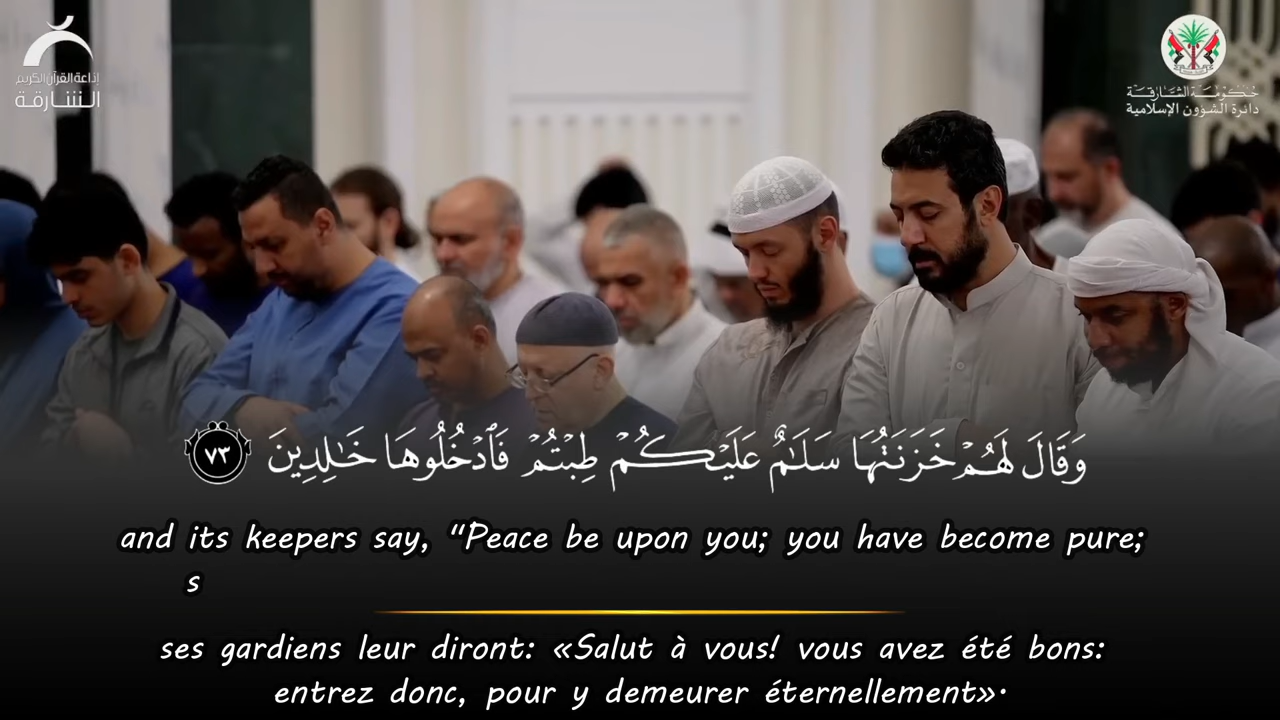 إذاعة القرآن الكريم
الشارقة
حكومة الشارقة
دائرة الشؤون الإسلامية
وَقَالَ لَهُمْ خَزَنَتُهَا سَلَٰمٌ عَلَيْكُمْ طِبْتُمْ فَٱدْخُلُوهَا خَٰلِدِينَ ٧٣
and its keepers say, "Peace be upon you; you have become pure;
s
ses gardiens leur diront: «Salut à vous! vous avez été bons:
entrez donc, pour y demeurer éternellement»·